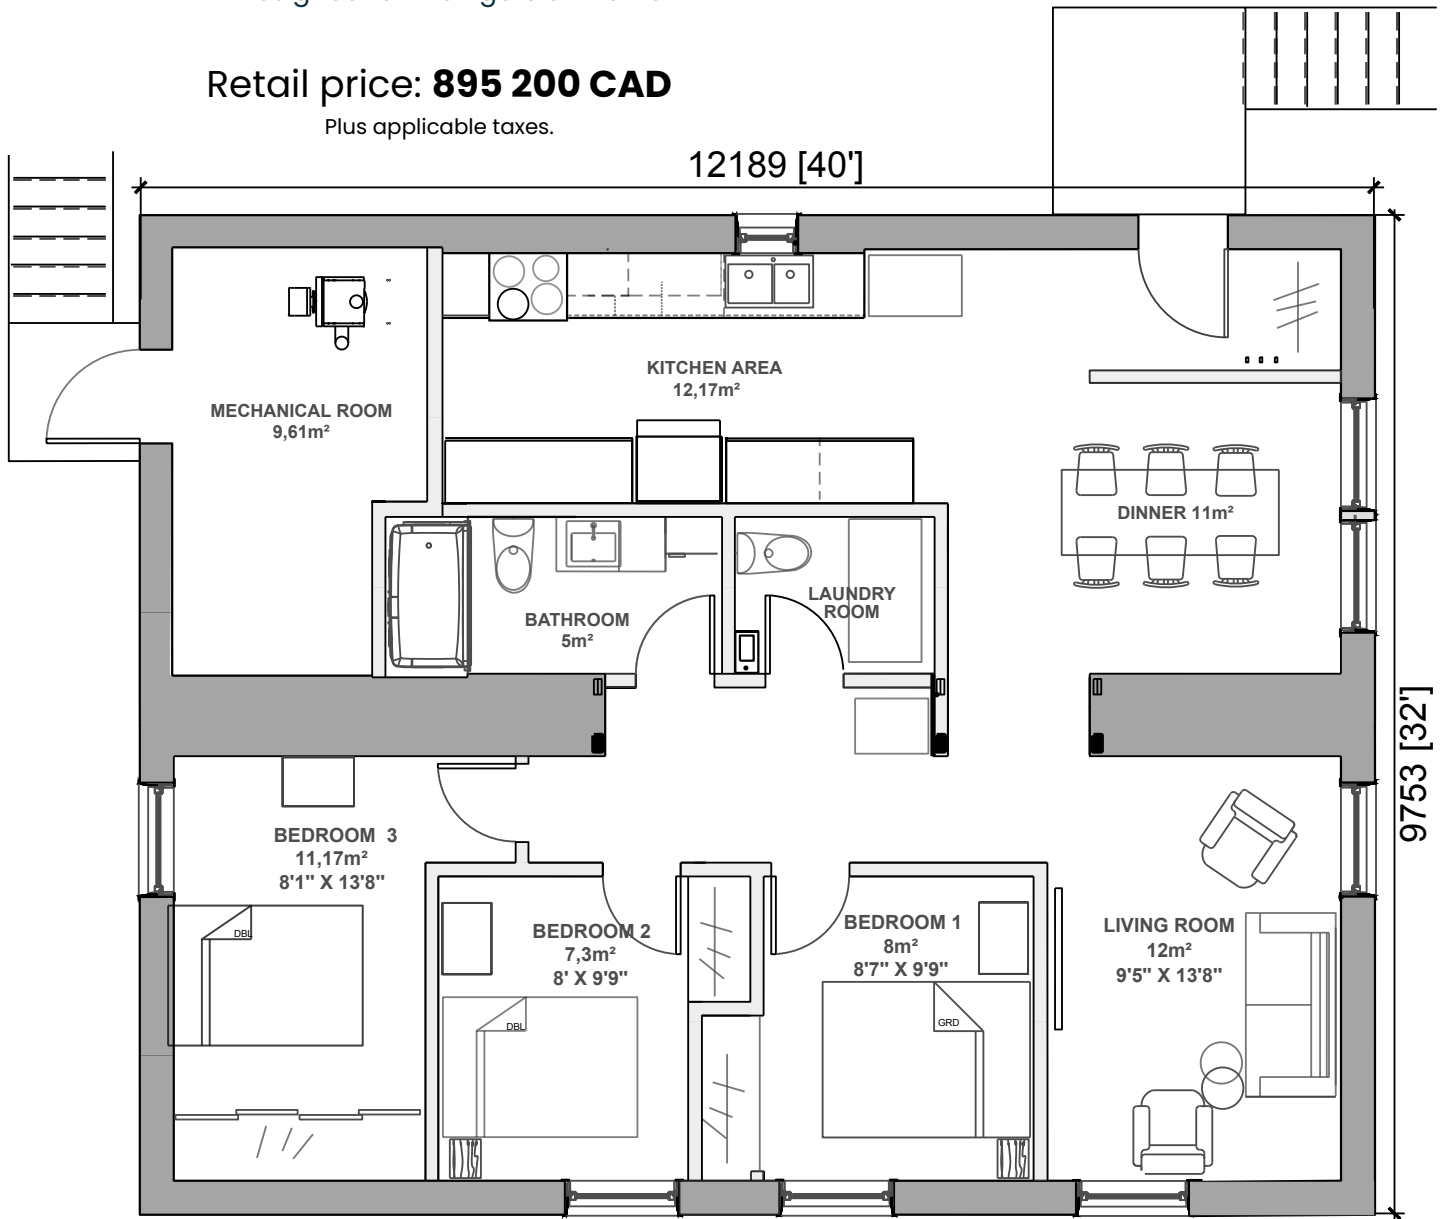 Retail price: 895 200 CAD
Plus applicable taxes.
12189 [40']
KITCHEN AREA
12,17m²
MECHANICAL ROOM
9,61m²
DINNER 11m²
LAUNDRY
ROOM
BATHROOM
5m²
9753 [32']
BEDROOM 3
11,17m²
8'1" X 13'8"
DBL
BEDROOM 2
7,3m²
8' X 9'9"
DBL
BEDROOM 1
8m²
8'7" X 9'9"
GRD
LIVING ROOM
12m²
9'5" X 13'8"